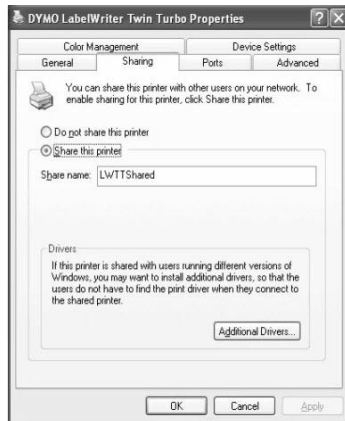 DYMO LabelWriter Twin Turbo Properties
Color Management Device Settings
General Sharing Ports Advanced
You can share this printer with other users on your network. To
enable sharing for this printer, click Share this printer.
Do not share this printer
Share this printer
Share name: LWTTShared
Drivers
If this printer is shared with users running different versions of
Windows, you may want to install additional drivers, so that the
users do not have to find the print driver when they connect to
the shared printer.
Additional Drivers...
OK Cancel Apply